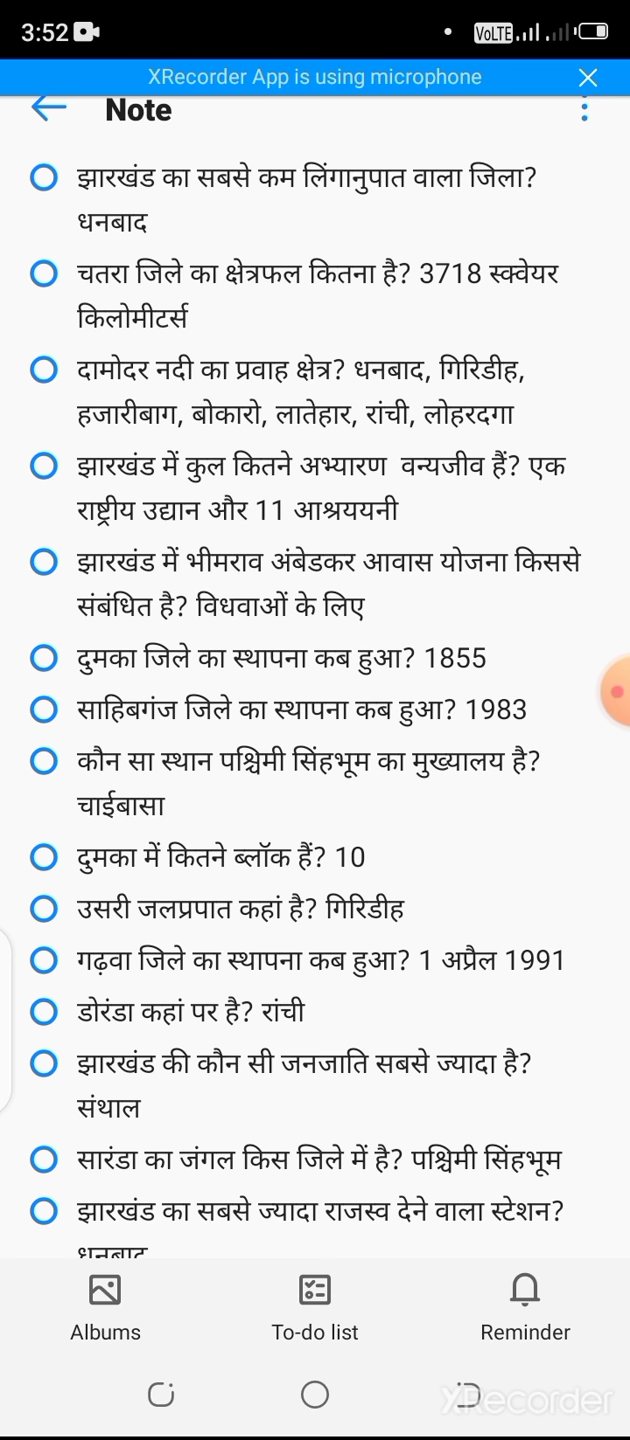 3:52
VoLTE
XRecorder App is using microphone
Note
झारखंड का सबसे कम लिंगानुपात वाला जिला?
धनबाद
चतरा जिले का क्षेत्रफल कितना है? 3718 स्क्वेयर
किलोमीटर्स
दामोदर नदी का प्रवाह क्षेत्र? धनबाद, गिरिडीह,
हजारीबाग, बोकारो, लातेहार, रांची, लोहरदगा
झारखंड में कुल कितने अभ्यारण वन्यजीव हैं? एक
राष्ट्रीय उद्यान और 11 आश्रययनी
झारखंड में भीमराव अंबेडकर आवास योजना किससे
संबंधित है? विधवाओं के लिए
दुमका जिले का स्थापना कब हुआ? 1855
साहिबगंज जिले का स्थापना कब हुआ? 1983
कौन सा स्थान पश्चिमी सिंहभूम का मुख्यालय है?
चाईबासा
दुमका में कितने ब्लॉक हैं? 10
उसरी जलप्रपात कहां है? गिरिडीह
गढ़वा जिले का स्थापना कब हुआ? 1 अप्रैल 1991
डोरंडा कहां पर है? रांची
झारखंड की कौन सी जनजाति सबसे ज्यादा है?
संथाल
सारंडा का जंगल किस जिले में है? पश्चिमी सिंहभूम
झारखंड का सबसे ज्यादा राजस्व देने वाला स्टेशन?
धनबाद
Albums
To-do list
Reminder
XRecorder